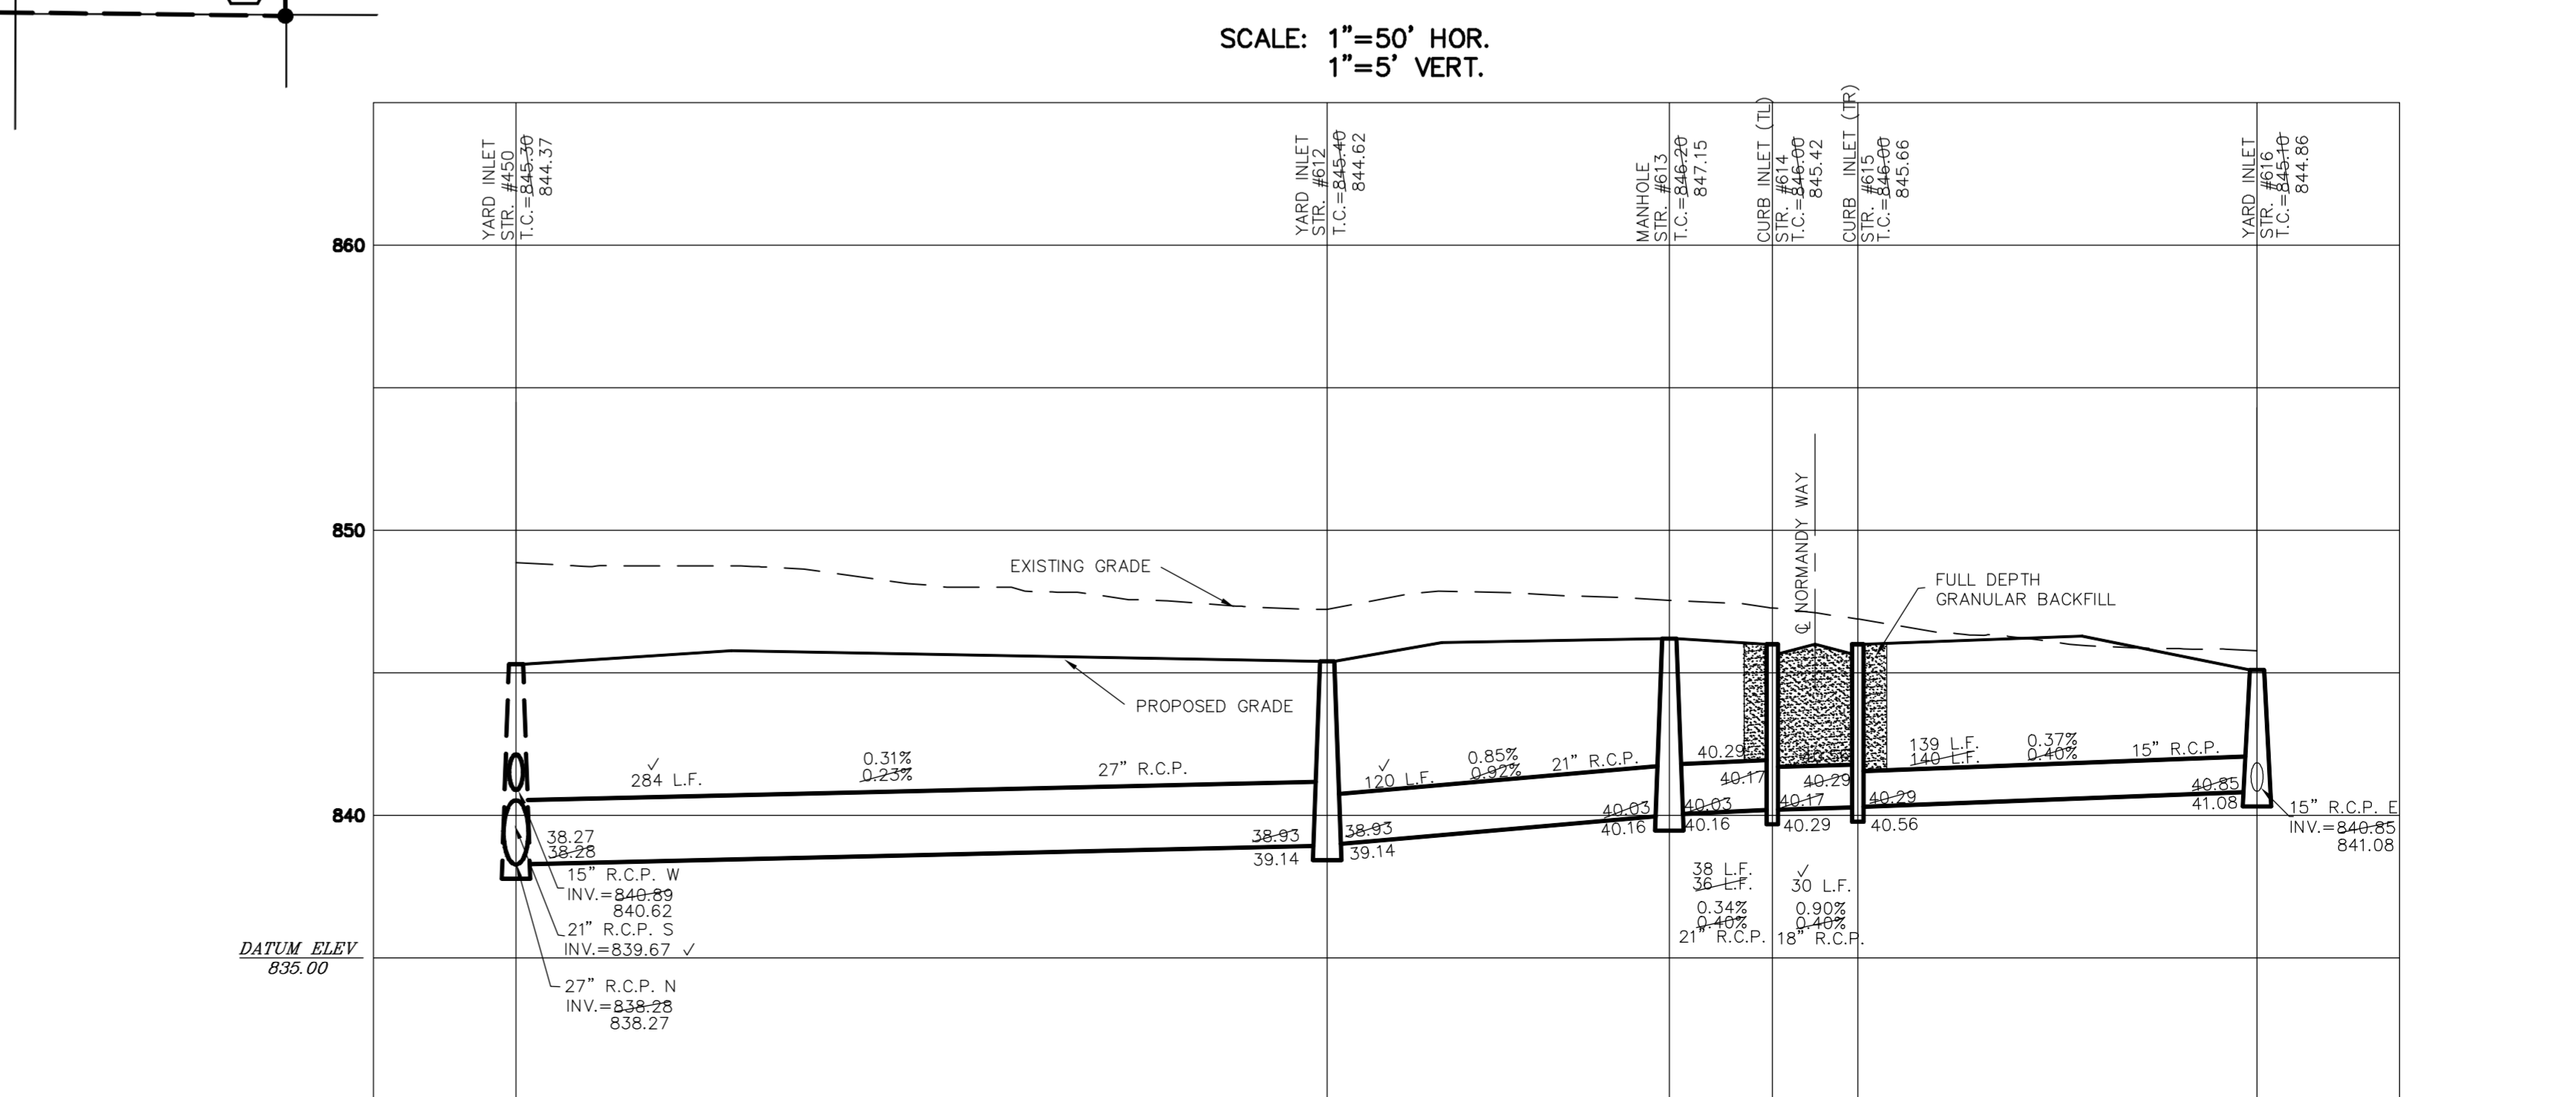 SCALE: 1"=50' HOR.
1"=5' VERT.
YARD INLET
STR. #450
T.C.=845.30
844.37
YARD INLET
STR. #612
T.C.=845.40
844.62
MANHOLE
STR. #613
T.C.=846.20
847.15
CURB INLET (TL)
STR. #614
T.C.=846.00
845.42
CURB INLET (TR)
STR. #615
T.C.=846.00
845.66
YARD INLET
STR. #616
T.C.=845.10
844.86
860
850
840
DATUM ELEV
835.00
EXISTING GRADE
PROPOSED GRADE
℄ NORMANDY WAY
FULL DEPTH
GRANULAR BACKFILL
✓
284 L.F.
0.31%
0.23%
27" R.C.P.
✓
120 L.F.
0.85%
0.92%
21" R.C.P.
40.29
40.17
40.29
139 L.F.
140 L.F.
0.37%
0.40%
15" R.C.P.
38.27
38.28
38.93
39.14
38.93
39.14
40.03
40.16
40.03
40.16
40.17
40.29
40.29
40.56
40.85
41.08
15" R.C.P. E
INV.=840.85
841.08
15" R.C.P. W
INV.=840.89
840.62
21" R.C.P. S
INV.=839.67 ✓
27" R.C.P. N
INV.=838.28
838.27
38 L.F.
36 L.F.
0.34%
0.40%
21" R.C.P.
✓
30 L.F.
0.90%
0.40%
18" R.C.P.